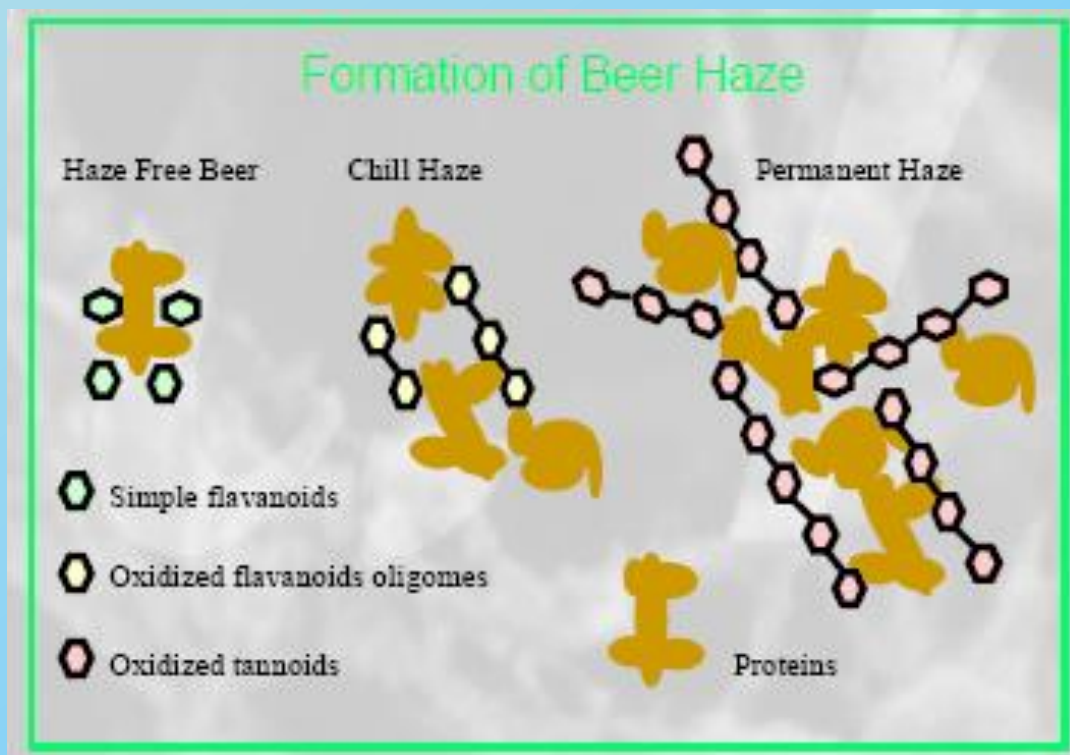 Formation of Beer Haze
Haze Free Beer
Chill Haze
Permanent Haze
Simple flavanoids
Oxidized flavanoids oligomes
Oxidized tannoids
Proteins